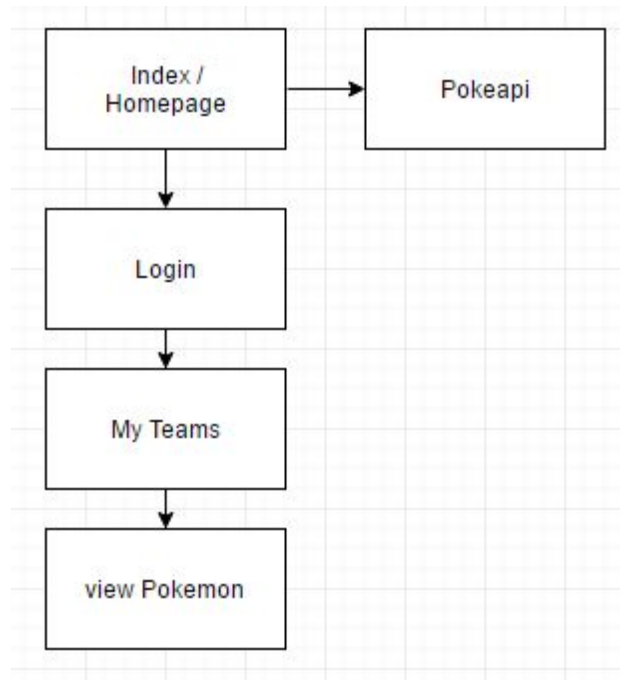 Index /
Homepage
Pokeapi
Login
My Teams
view Pokemon